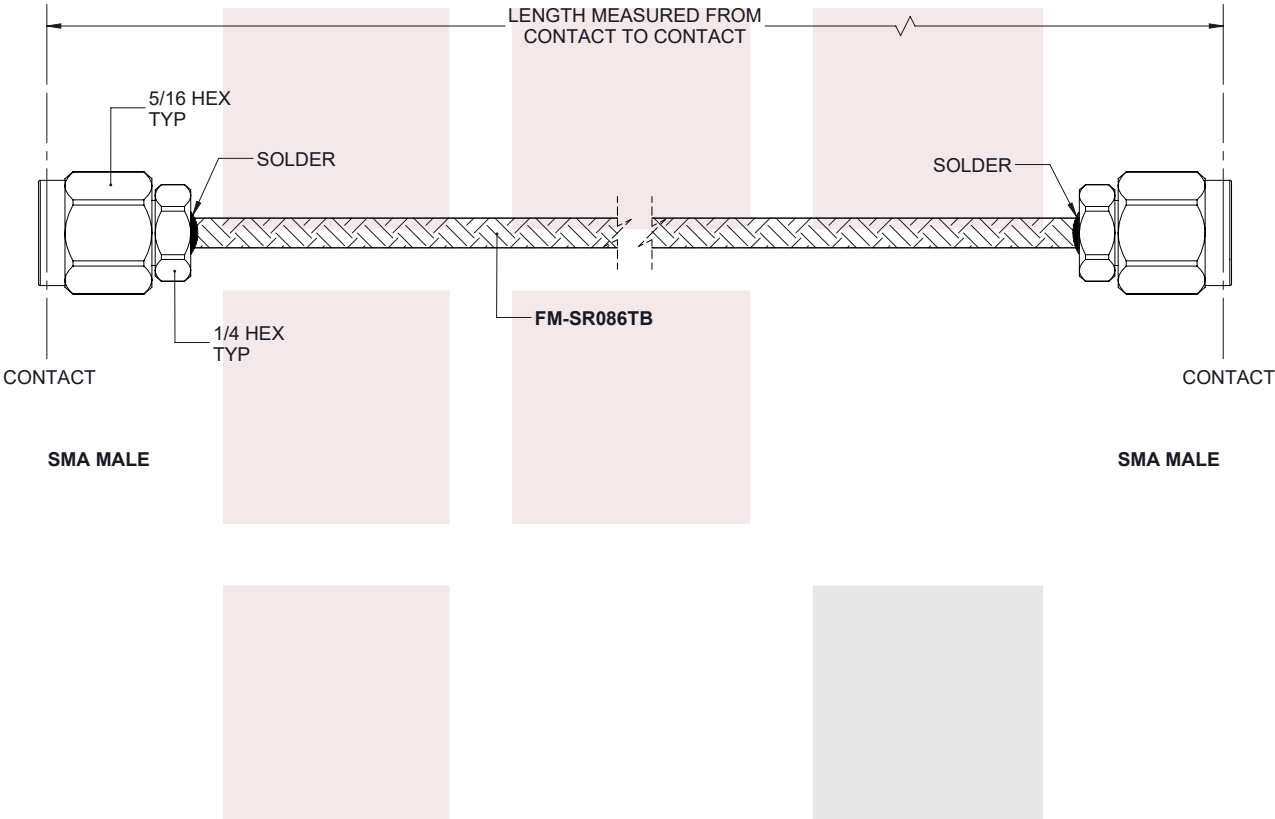 LENGTH MEASURED FROM
CONTACT TO CONTACT
5/16 HEX
TYP
SOLDER
SOLDER
FM-SR086TB
1/4 HEX
TYP
CONTACT
CONTACT
SMA MALE
SMA MALE